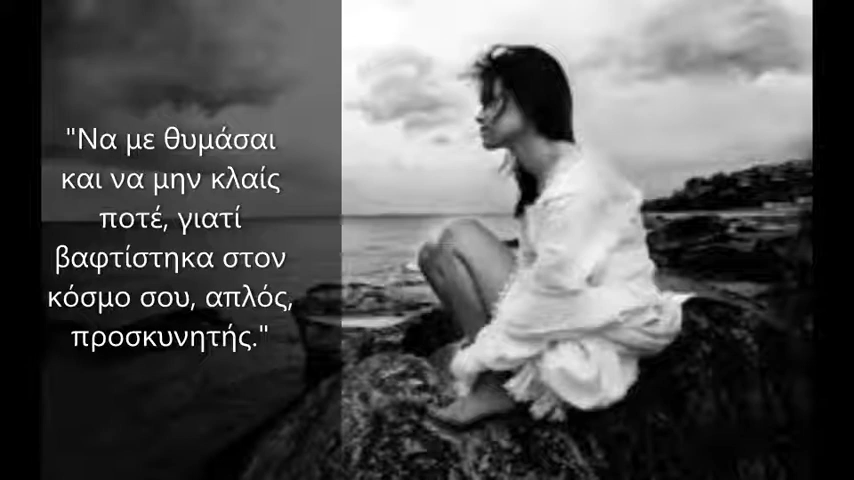 "Να με θυμάσαι
και να μην κλαίς
ποτέ, γιατί
βαφτίστηκα στον
κόσμο σου, απλός,
προσκυνητής."